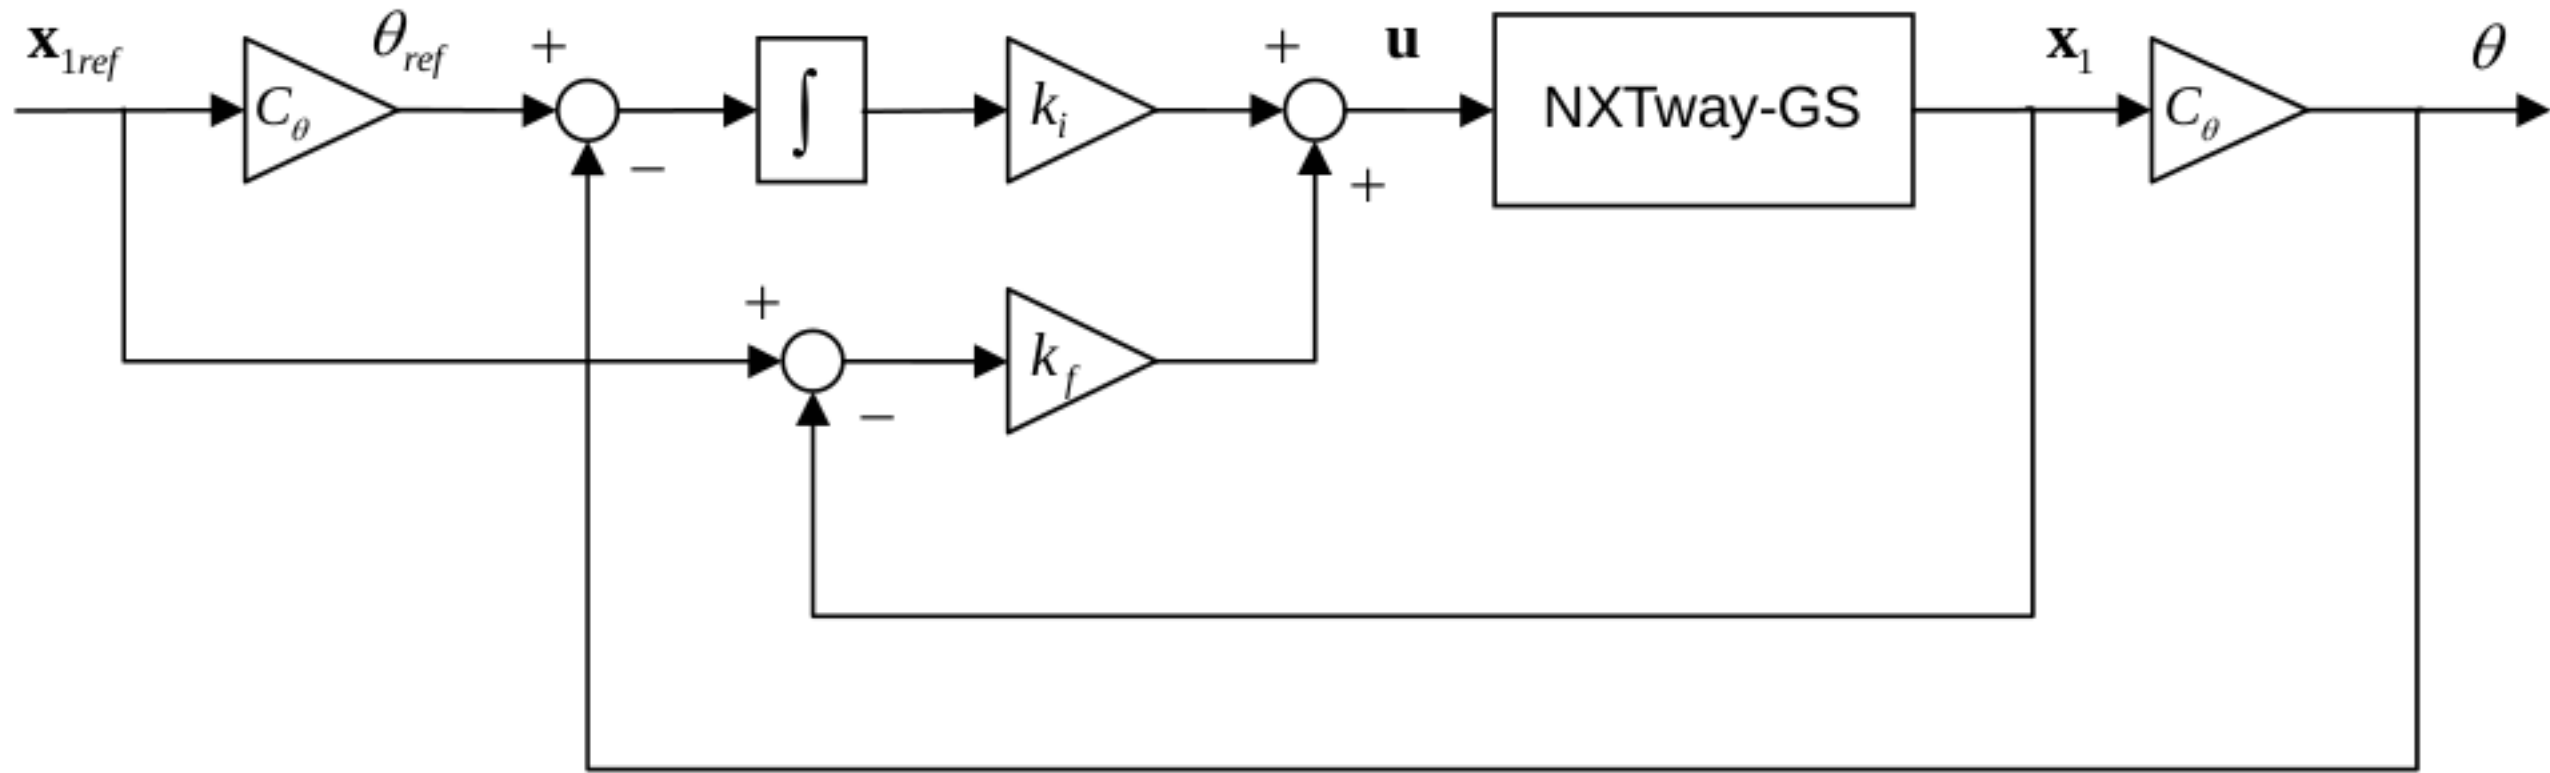 x1ref
Cθ
θref
+
−
∫
ki
+
+
u
NXTway-GS
x1
Cθ
θ
+
−
kf